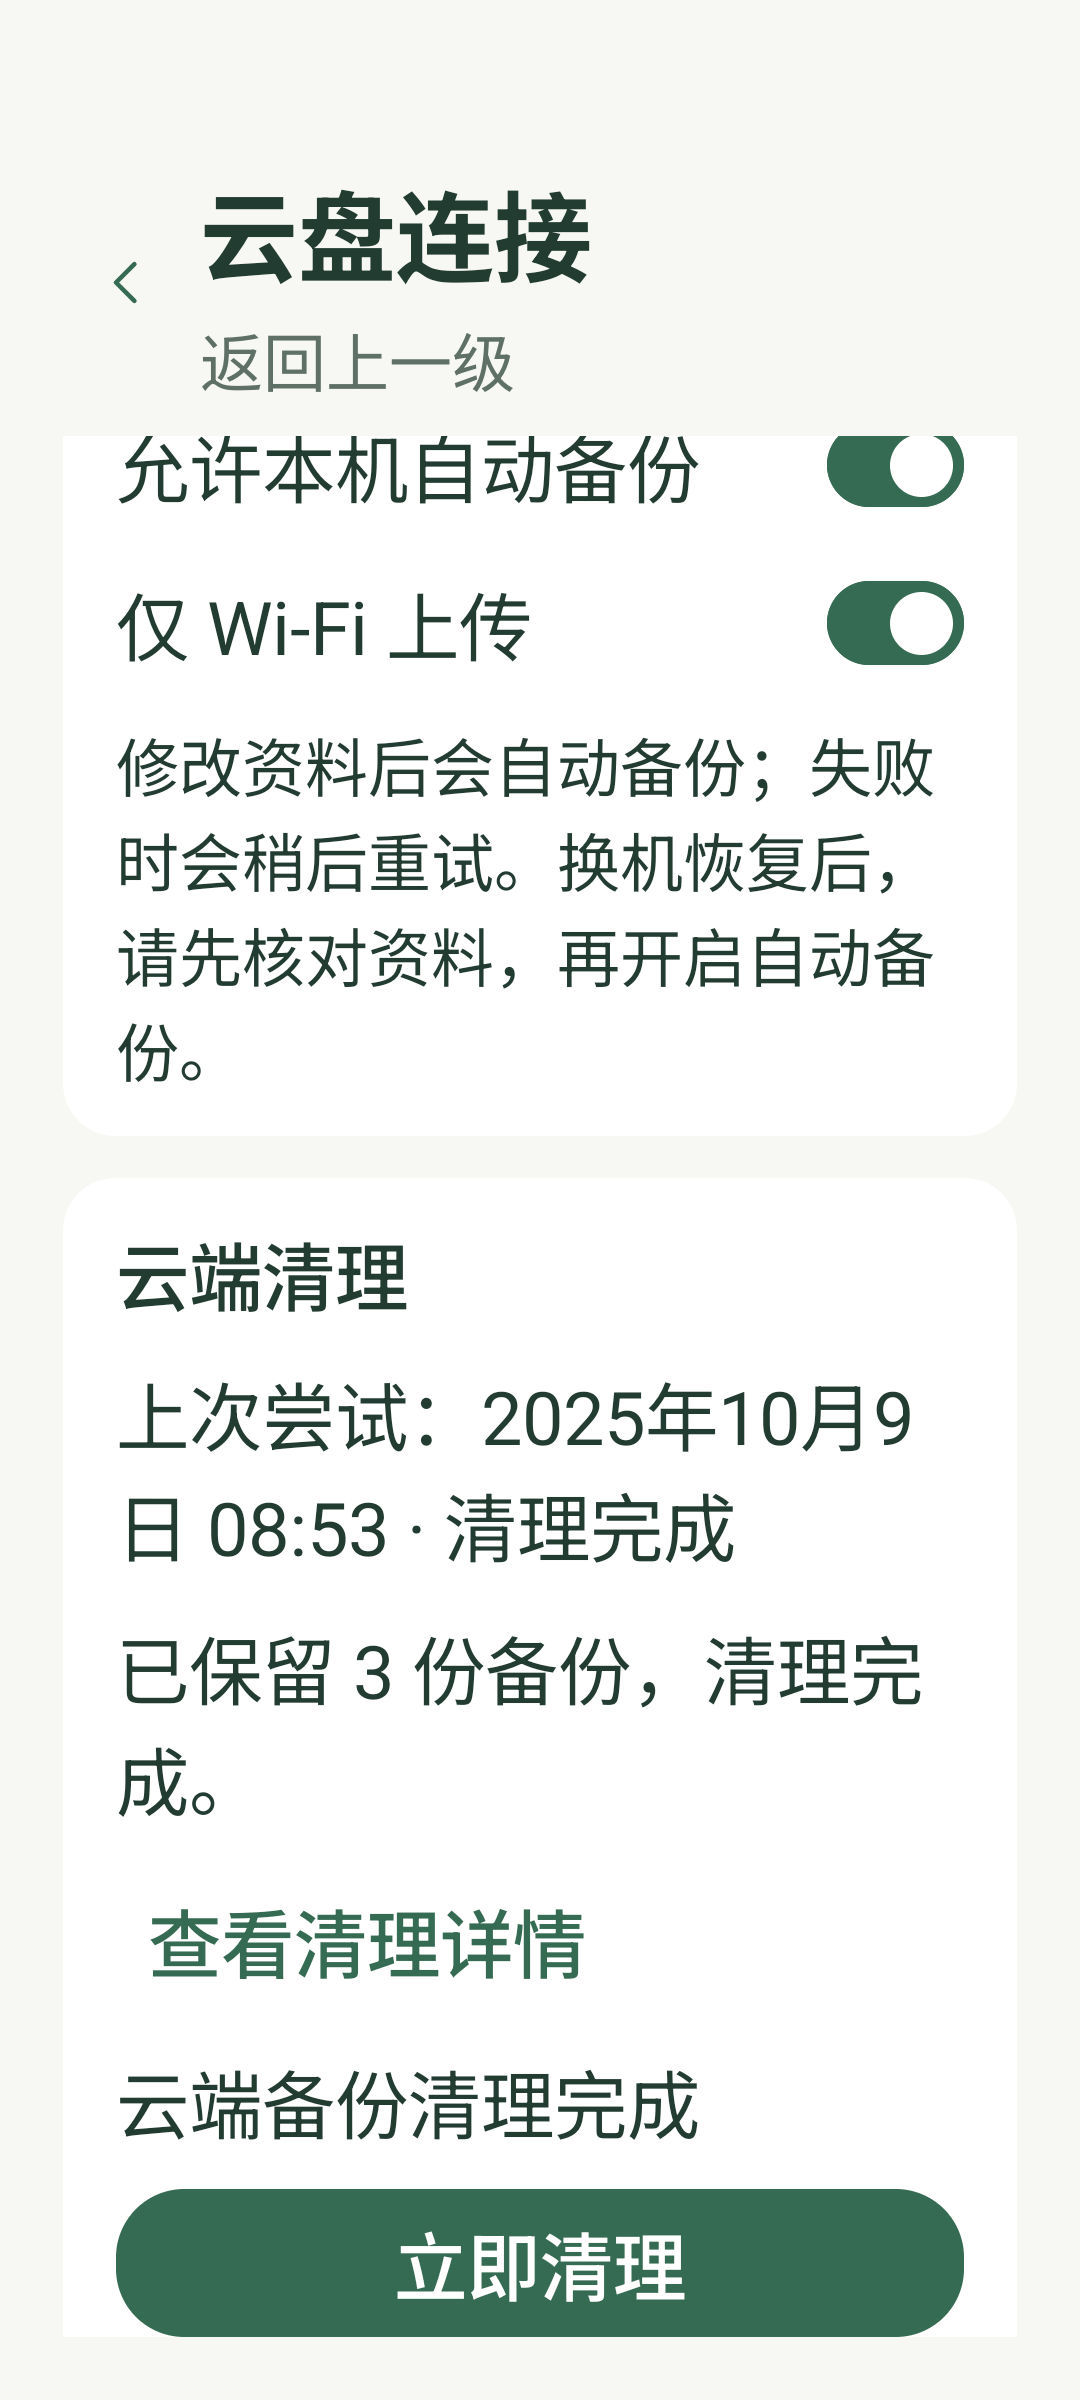 云盘连接
返回上一级
允许本机自动备份
仅 Wi-Fi 上传
修改资料后会自动备份；失败
时会稍后重试。换机恢复后，
请先核对资料，再开启自动备
份。
云端清理
上次尝试：2025年10月9
日 08:53 · 清理完成
已保留 3 份备份，清理完
成。
查看清理详情
云端备份清理完成
立即清理